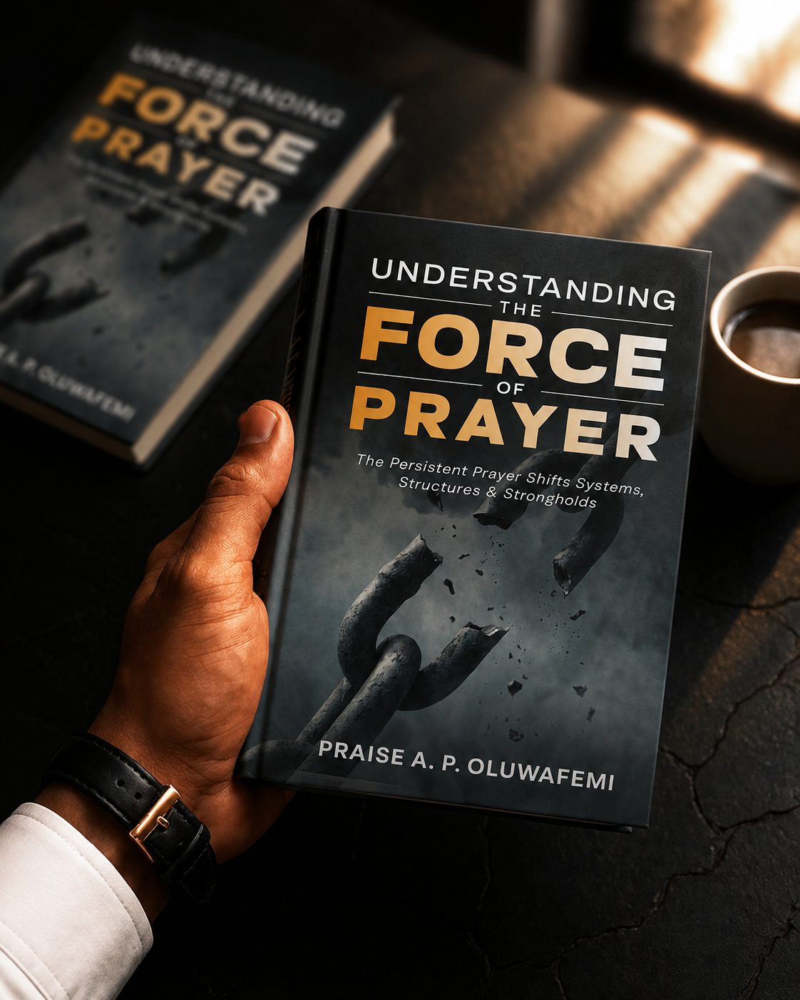 UNDERSTANDING
THE
FORCE
OF
PRAYER
The Persistent Prayer Shifts Systems,
Structures & Strongholds
PRAISE A. P. OLUWAFEMI
UNDERSTANDING
THE
FORCE
OF
PRAYER
A. P. OLUWAFEMI